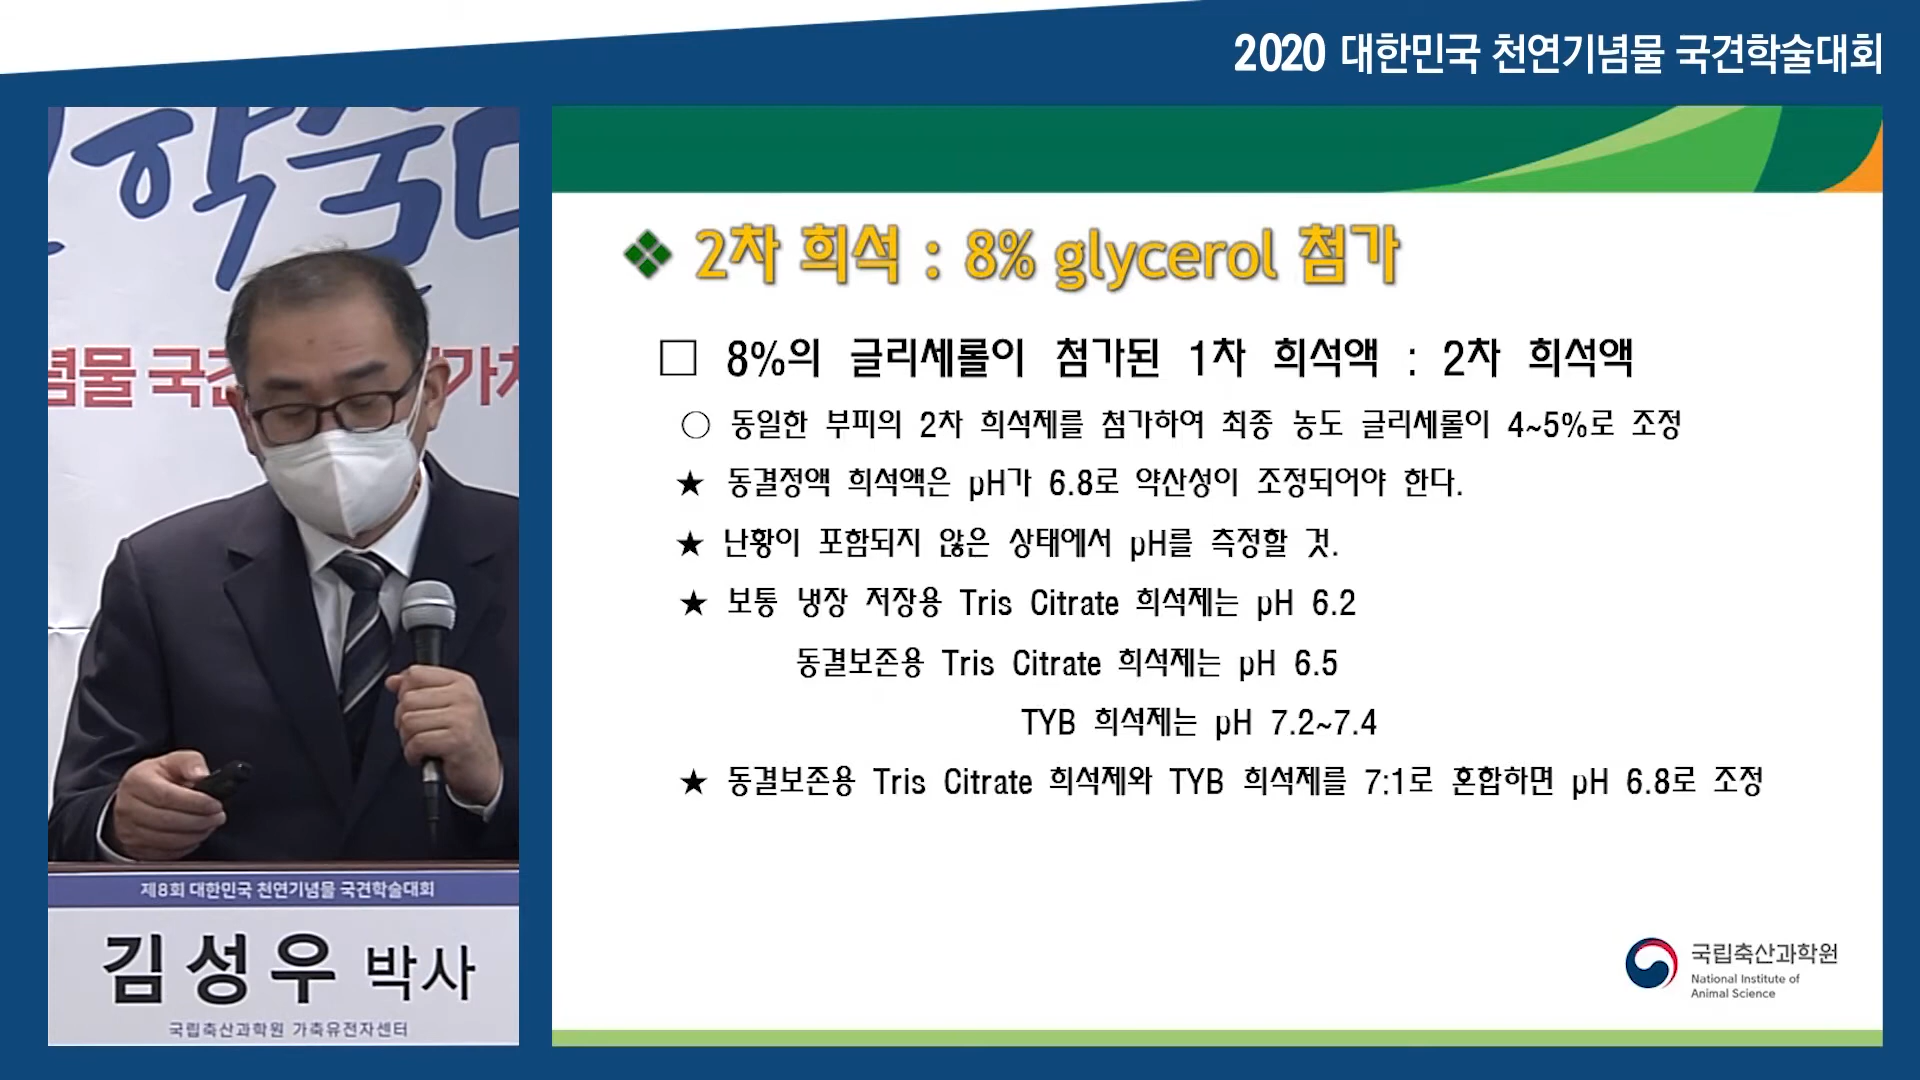 2020 대한민국 천연기념물 국견학술대회
학술대
념물 국견 가치
❖ 2차 희석 : 8% glycerol 첨가
□ 8%의 글리세롤이 첨가된 1차 희석액 : 2차 희석액
○ 동일한 부피의 2차 희석제를 첨가하여 최종 농도 글리세롤이 4~5%로 조정
★ 동결정액 희석액은 pH가 6.8로 약산성이 조정되어야 한다.
★ 난황이 포함되지 않은 상태에서 pH를 측정할 것.
★ 보통 냉장 저장용 Tris Citrate 희석제는 pH 6.2
동결보존용 Tris Citrate 희석제는 pH 6.5
TYB 희석제는 pH 7.2~7.4
★ 동결보존용 Tris Citrate 희석제와 TYB 희석제를 7:1로 혼합하면 pH 6.8로 조정
국립축산과학원
National Institute of
Animal Science
제8회 대한민국 천연기념물 국견학술대회
김성우 박사
국립축산과학원 가축유전자센터